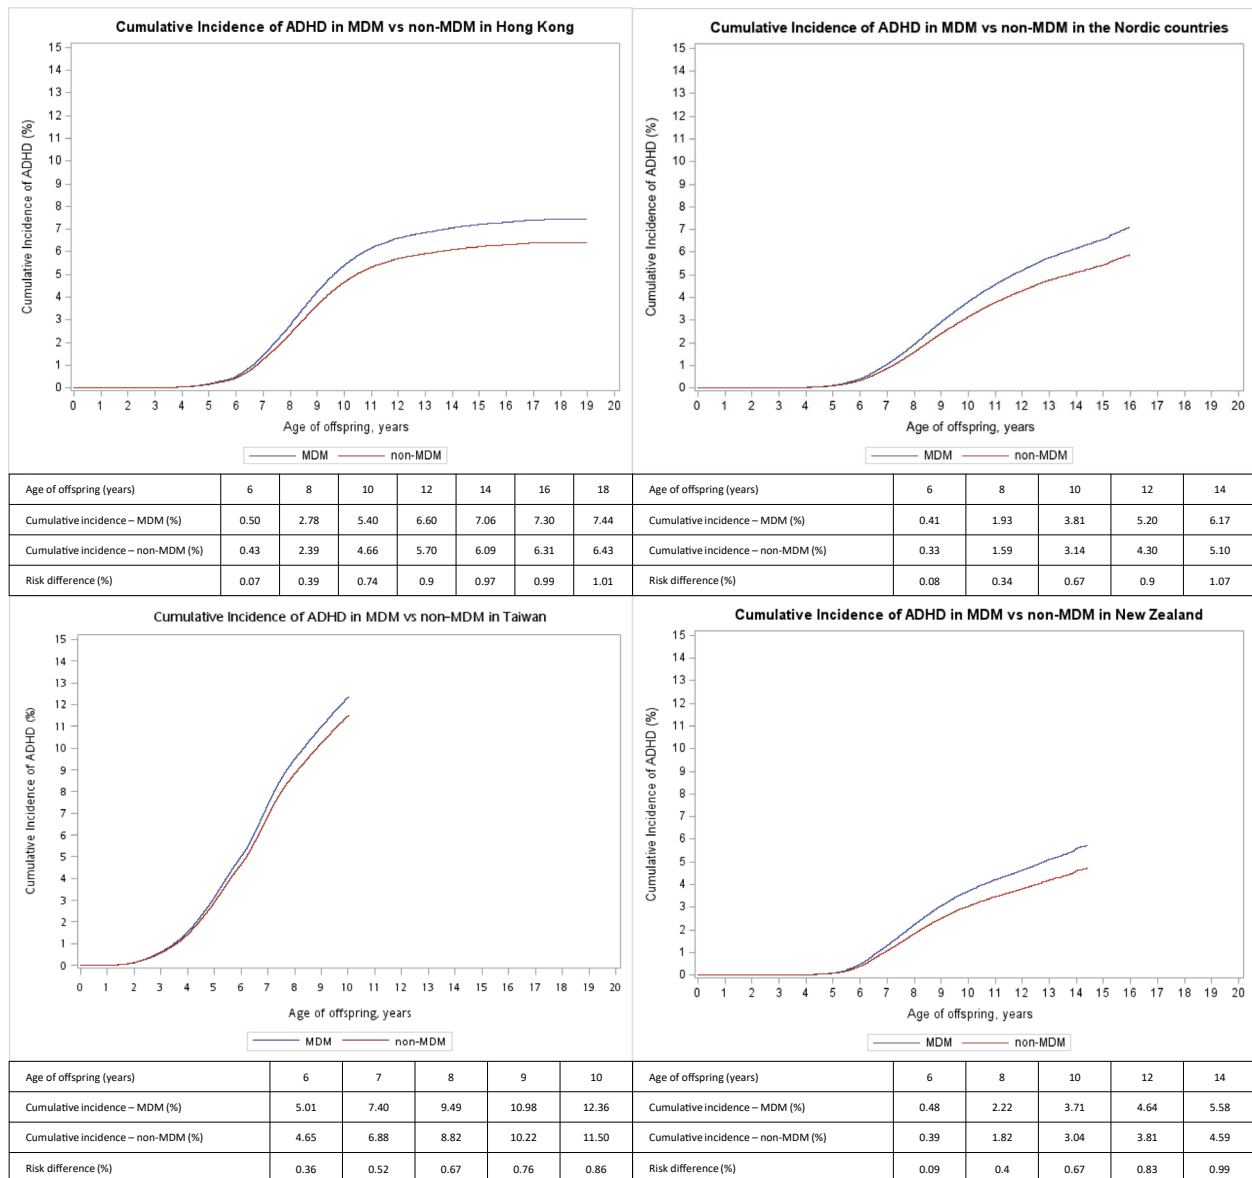 Cumulative Incidence of ADHD in MDM vs non-MDM in Hong Kong
15
14
13
12
11
10
9
8
7
6
5
4
3
2
1
0
Cumulative Incidence of ADHD (%)
0 1 2 3 4 5 6 7 8 9 10 11 12 13 14 15 16 17 18 19 20
Age of offspring, years
MDM non-MDM
Age of offspring (years) 6 8 10 12 14 16 18
Cumulative incidence – MDM (%) 0.50 2.78 5.40 6.60 7.06 7.30 7.44
Cumulative incidence – non-MDM (%) 0.43 2.39 4.66 5.70 6.09 6.31 6.43
Risk difference (%) 0.07 0.39 0.74 0.9 0.97 0.99 1.01
Cumulative Incidence of ADHD in MDM vs non-MDM in the Nordic countries
15
14
13
12
11
10
9
8
7
6
5
4
3
2
1
0
Cumulative Incidence of ADHD (%)
0 1 2 3 4 5 6 7 8 9 10 11 12 13 14 15 16 17 18 19 20
Age of offspring, years
MDM non-MDM
Age of offspring (years) 6 8 10 12 14
Cumulative incidence – MDM (%) 0.41 1.93 3.81 5.20 6.17
Cumulative incidence – non-MDM (%) 0.33 1.59 3.14 4.30 5.10
Risk difference (%) 0.08 0.34 0.67 0.9 1.07
Cumulative Incidence of ADHD in MDM vs non-MDM in Taiwan
15
14
13
12
11
10
9
8
7
6
5
4
3
2
1
0
Cumulative Incidence of ADHD (%)
0 1 2 3 4 5 6 7 8 9 10 11 12 13 14 15 16 17 18 19 20
Age of offspring, years
MDM non-MDM
Age of offspring (years) 6 7 8 9 10
Cumulative incidence – MDM (%) 5.01 7.40 9.49 10.98 12.36
Cumulative incidence – non-MDM (%) 4.65 6.88 8.82 10.22 11.50
Risk difference (%) 0.36 0.52 0.67 0.76 0.86
Cumulative Incidence of ADHD in MDM vs non-MDM in New Zealand
15
14
13
12
11
10
9
8
7
6
5
4
3
2
1
0
Cumulative Incidence of ADHD (%)
0 1 2 3 4 5 6 7 8 9 10 11 12 13 14 15 16 17 18 19 20
Age of offspring, years
MDM non-MDM
Age of offspring (years) 6 8 10 12 14
Cumulative incidence – MDM (%) 0.48 2.22 3.71 4.64 5.58
Cumulative incidence – non-MDM (%) 0.39 1.82 3.04 3.81 4.59
Risk difference (%) 0.09 0.4 0.67 0.83 0.99